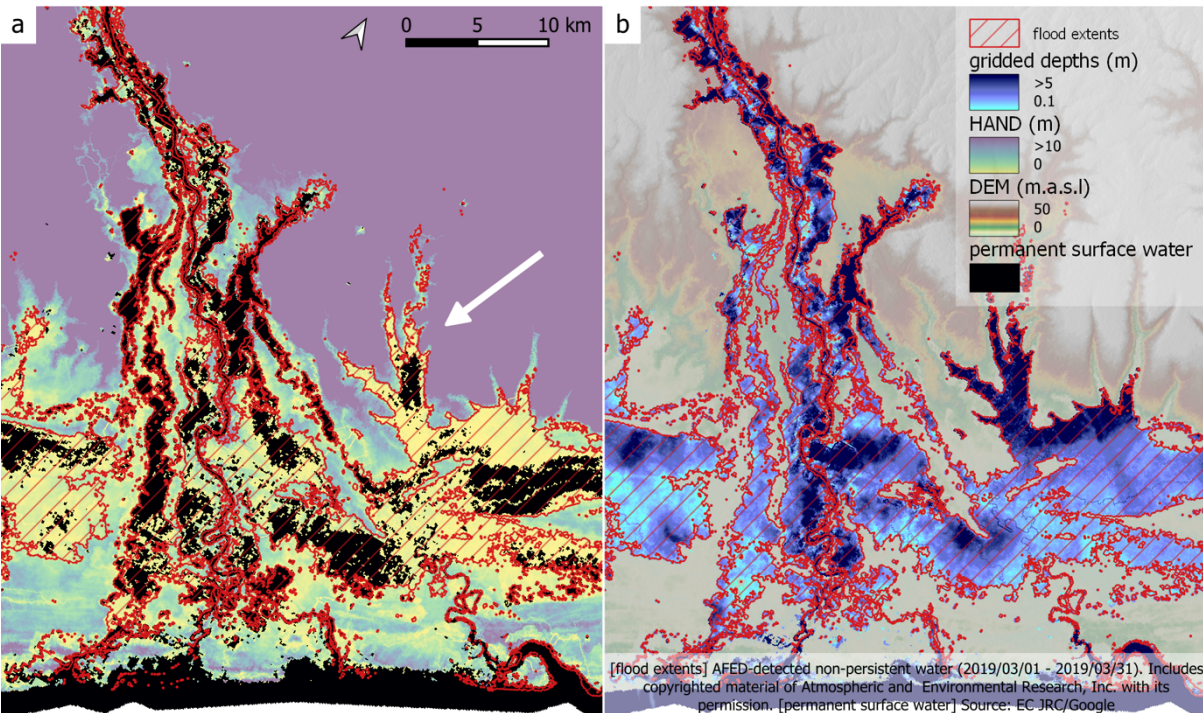 a
0 5 10 km
b
flood extents
gridded depths (m)
>5
0.1
HAND (m)
>10
0
DEM (m.a.s.l)
50
0
permanent surface water
[flood extents] AFED-detected non-persistent water (2019/03/01 - 2019/03/31). Includes
copyrighted material of Atmospheric and Environmental Research, Inc. with its
permission. [permanent surface water] Source: EC JRC/Google